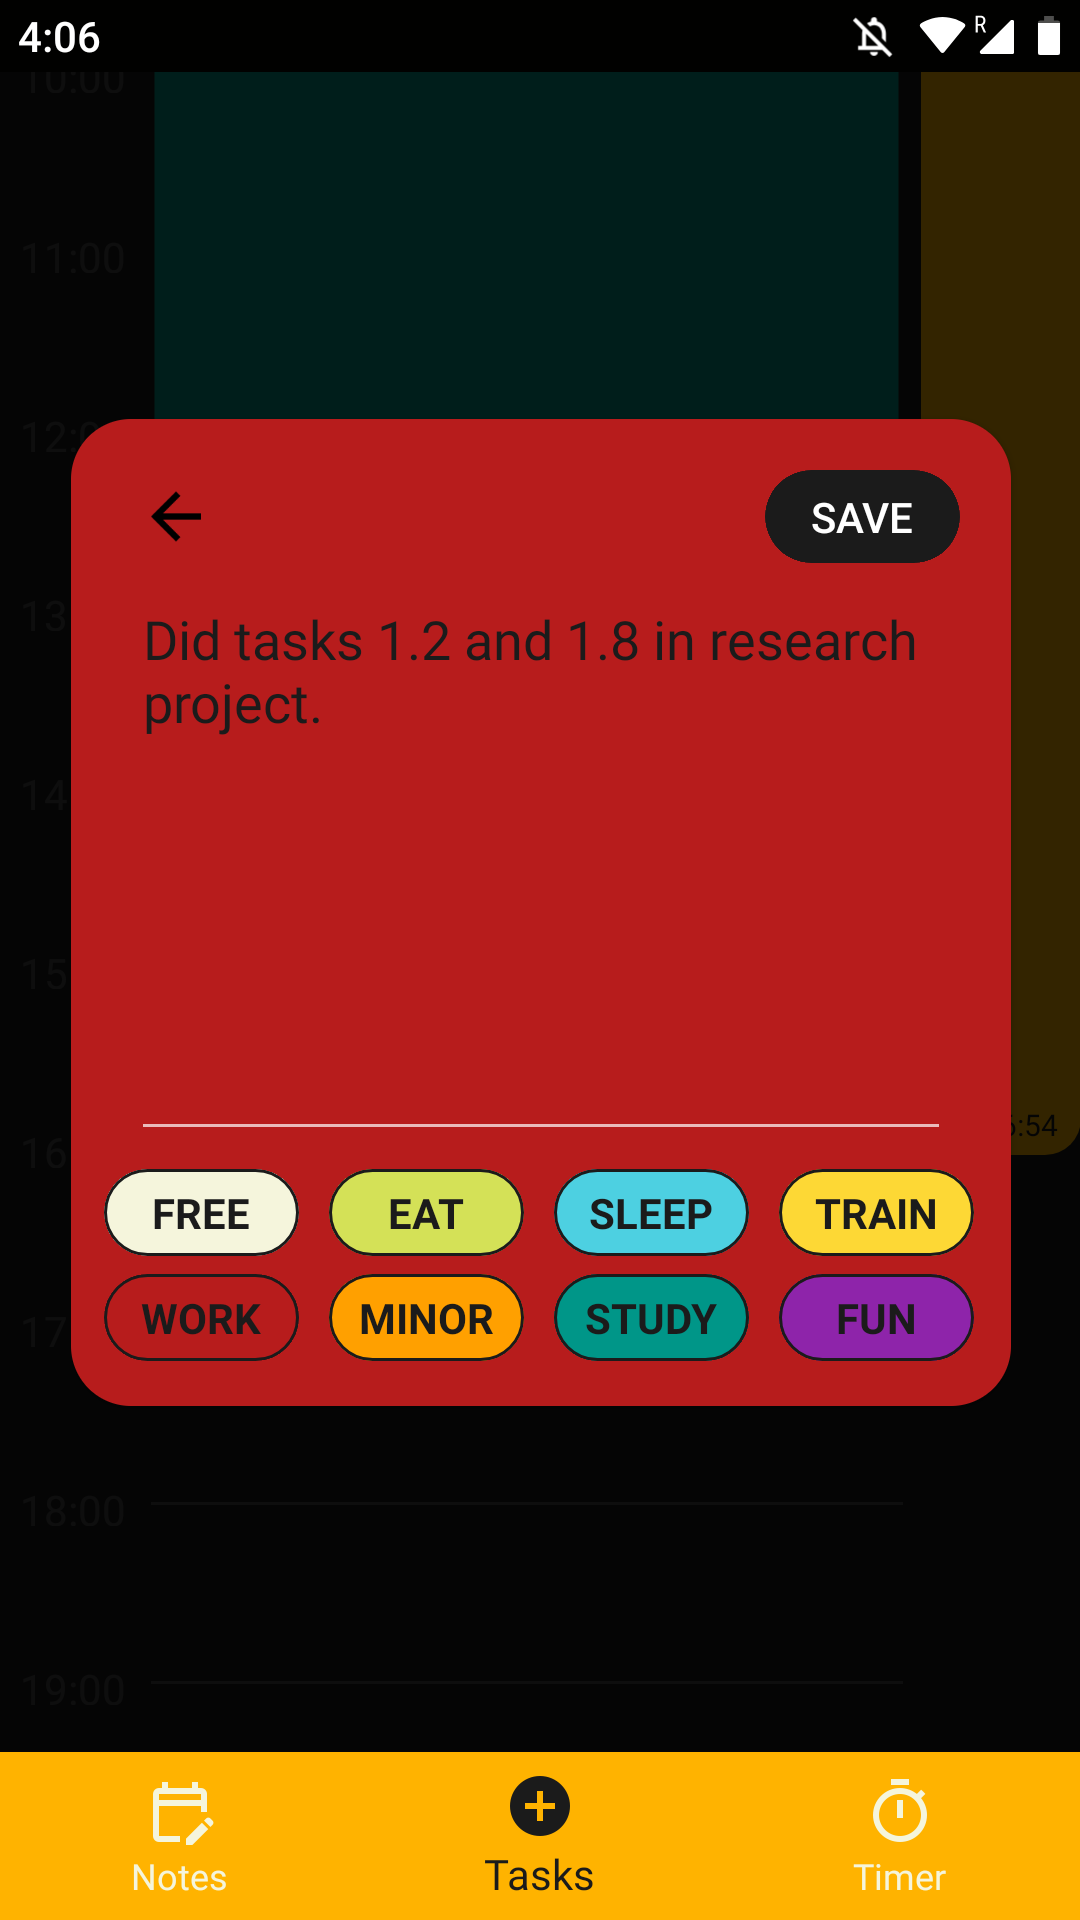 4:06
R
10:00
11:00
12:0
13
SAVE
Did tasks 1.2 and 1.8 in research
project.
14
15
16
:54
FREE EAT SLEEP TRAIN
17
WORK MINOR STUDY FUN
18:00
19:00
Notes Tasks Timer